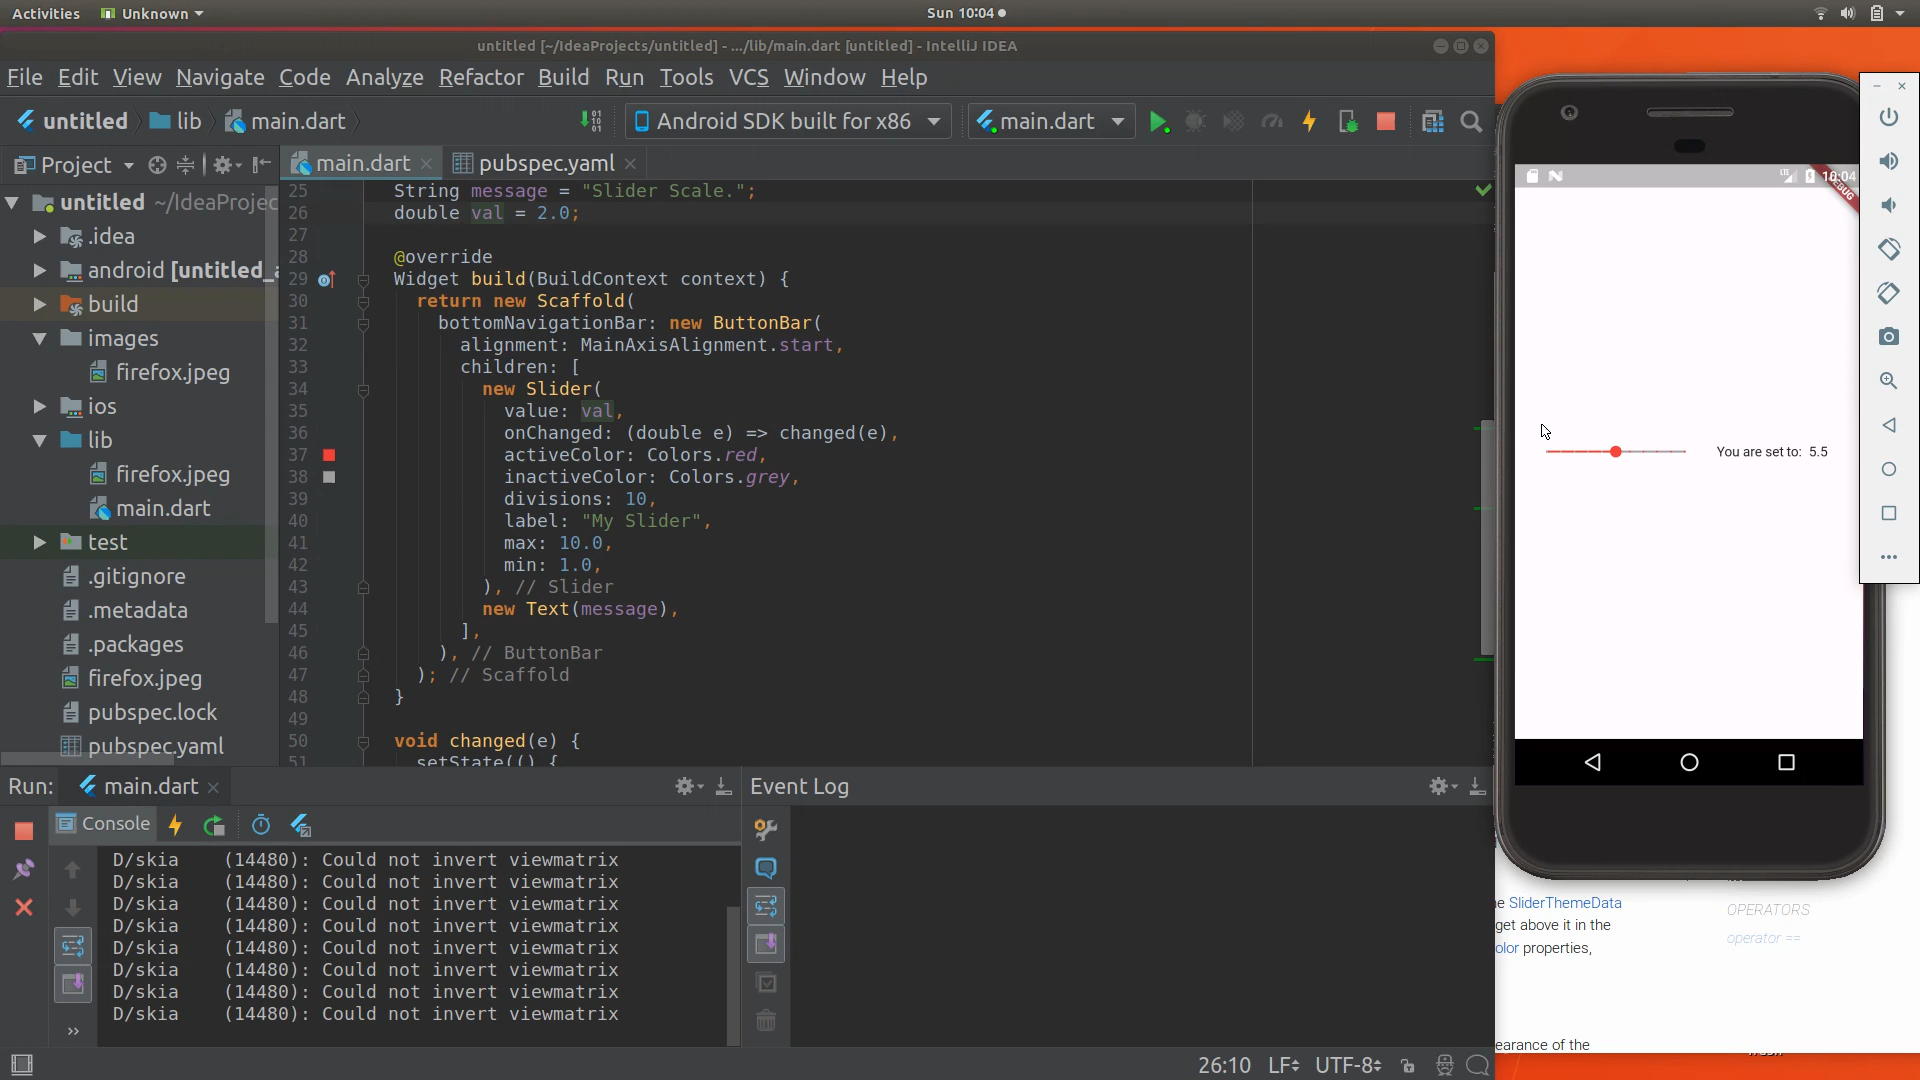 Activities
Unknown
Sun 10:04
untitled [~/IdeaProjects/untitled] - .../lib/main.dart [untitled] - IntelliJ IDEA
File Edit View Navigate Code Analyze Refactor Build Run Tools VCS Window Help
untitled lib main.dart
Android SDK built for x86
main.dart
Project
main.dart
pubspec.yaml
untitled ~/IdeaProjec
.idea
android [untitled_
build
images
firefox.jpeg
ios
lib
firefox.jpeg
main.dart
test
.gitignore
.metadata
.packages
firefox.jpeg
pubspec.lock
pubspec.yaml
25 String message = "Slider Scale.";
26 double val = 2.0;
27
28 @override
29 Widget build(BuildContext context) {
30 return new Scaffold(
31 bottomNavigationBar: new ButtonBar(
32 alignment: MainAxisAlignment.start,
33 children: [
34 new Slider(
35 value: val,
36 onChanged: (double e) => changed(e),
37 activeColor: Colors.red,
38 inactiveColor: Colors.grey,
39 divisions: 10,
40 label: "My Slider",
41 max: 10.0,
42 min: 1.0,
43 ), // Slider
44 new Text(message),
45 ],
46 ), // ButtonBar
47 ); // Scaffold
48 }
49
50 void changed(e) {
51 setState(() {
LTE
10:04
DEBUG
You are set to: 5.5
Run: main.dart
Event Log
Console
D/skia (14480): Could not invert viewmatrix
D/skia (14480): Could not invert viewmatrix
D/skia (14480): Could not invert viewmatrix
D/skia (14480): Could not invert viewmatrix
D/skia (14480): Could not invert viewmatrix
D/skia (14480): Could not invert viewmatrix
D/skia (14480): Could not invert viewmatrix
D/skia (14480): Could not invert viewmatrix
26:10 LF UTF-8
e SliderThemeData
get above it in the
olor properties,
earance of the
OPERATORS
operator ==